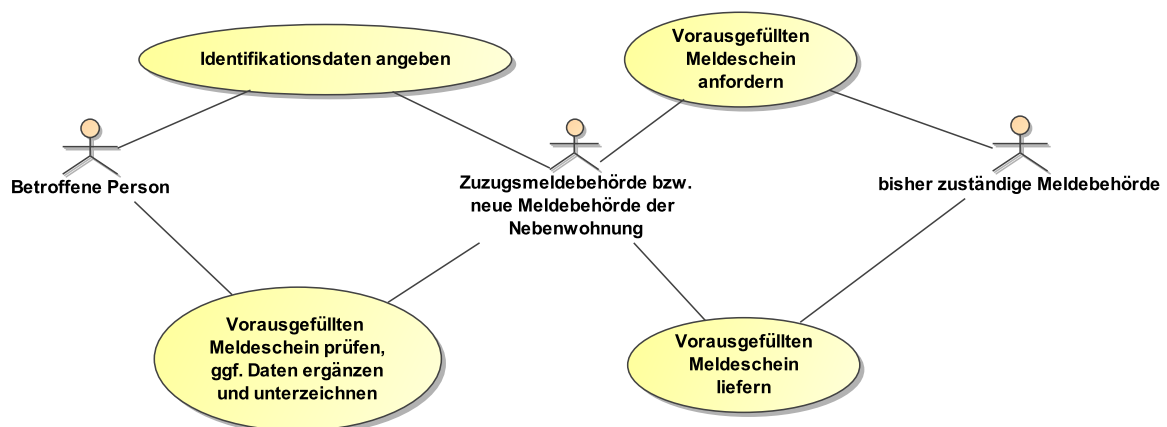 Identifikationsdaten angeben
Vorausgefüllten
Meldeschein
anfordern
Betroffene Person
Zuzugsmeldebehörde bzw.
neue Meldebehörde der
Nebenwohnung
bisher zuständige Meldebehörde
Vorausgefüllten
Meldeschein prüfen,
ggf. Daten ergänzen
und unterzeichnen
Vorausgefüllten
Meldeschein
liefern